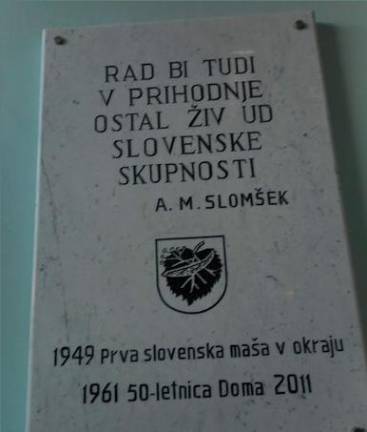 RAD BI TUDI
V PRIHODNJE
OSTAL ŽIV UD
SLOVENSKE
SKUPNOSTI
A. M. SLOMŠEK
1949 Prva slovenska maša v okraju
1961 50-letnica Doma 2011